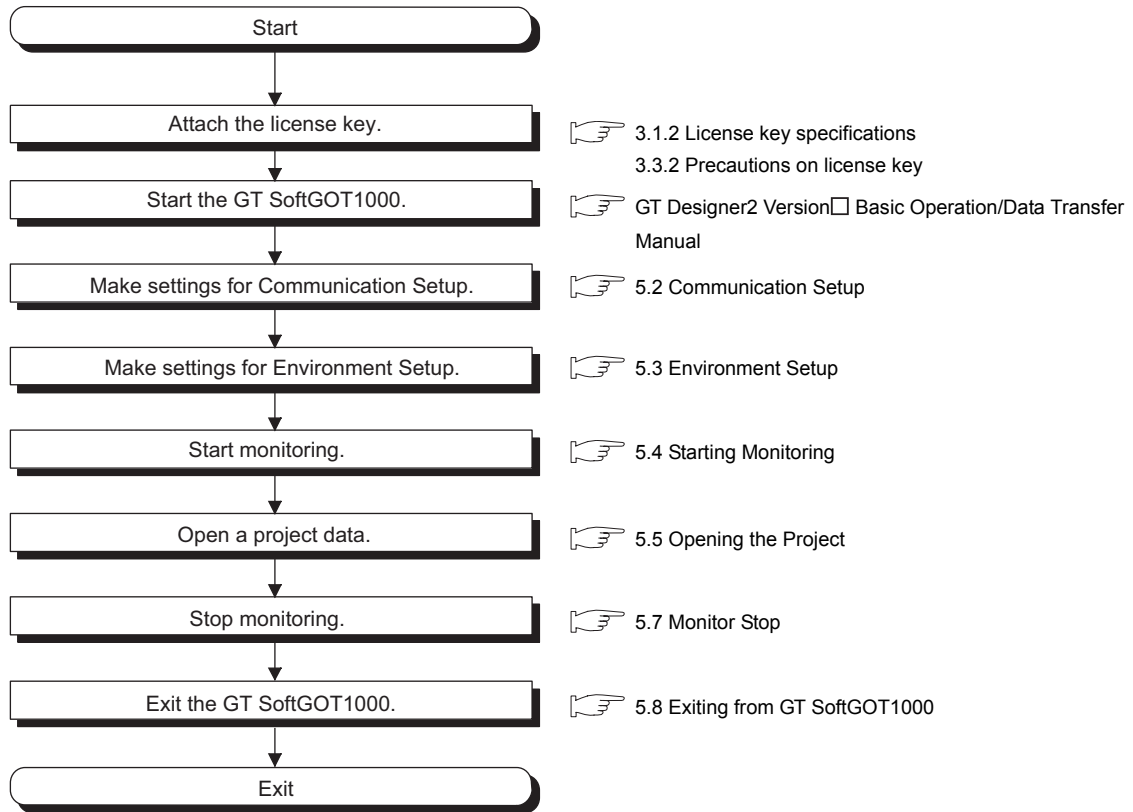 Start
Attach the license key.
3.1.2 License key specifications
3.3.2 Precautions on license key
Start the GT SoftGOT1000.
GT Designer2 Version□ Basic Operation/Data Transfer
Manual
Make settings for Communication Setup.
5.2 Communication Setup
Make settings for Environment Setup.
5.3 Environment Setup
Start monitoring.
5.4 Starting Monitoring
Open a project data.
5.5 Opening the Project
Stop monitoring.
5.7 Monitor Stop
Exit the GT SoftGOT1000.
5.8 Exiting from GT SoftGOT1000
Exit